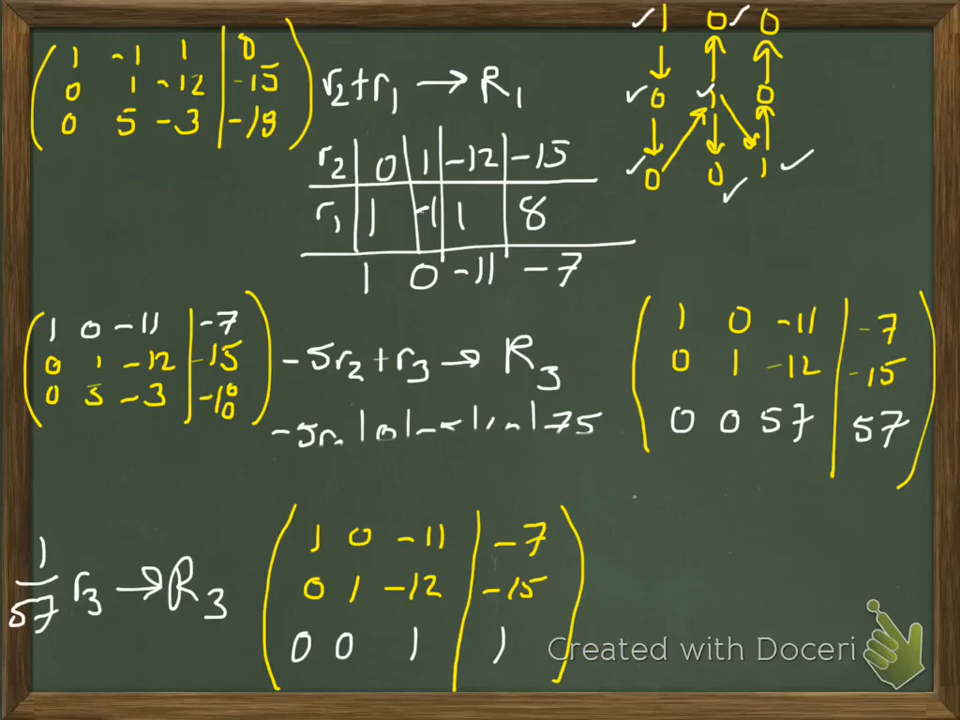 1 -1 1 | 0
0 1 -12 | -15
0 5 -3 | -18
r2+r1 → R1
r2 | 0 | 1 | -12 | -15
r1 | 1 | -1 | 1 | 8
1 0 -11 -7
✓1 0✓ 0
✓0 ✓1 0
✓0 0✓ 1✓
1 0 -11 | -7
0 1 -12 | -15
0 5 -3 | -18
-5r2+r3 → R3
75
1 0 -11 | -7
0 1 -12 | -15
0 0 57 | 57
1/57 r3 → R3
1 0 -11 | -7
0 1 -12 | -15
0 0 1 | 1
Created with Doceri